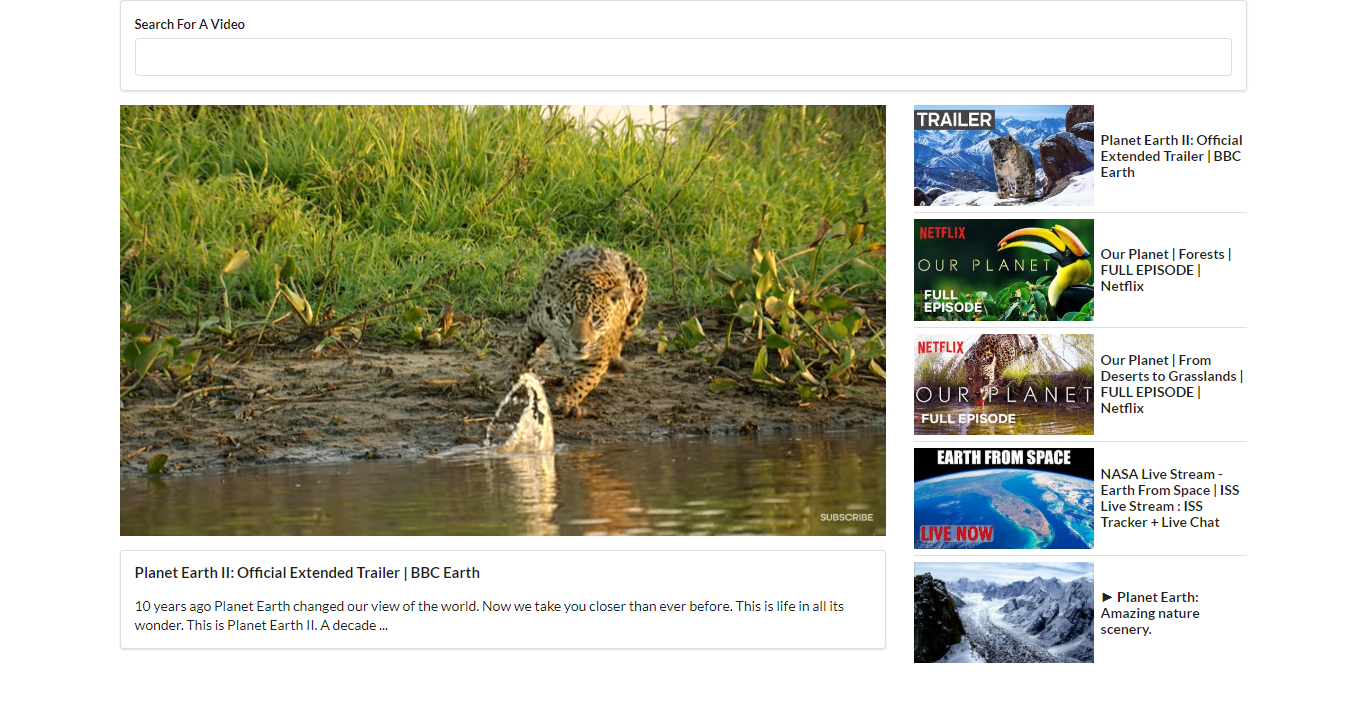 Search For A Video
SUBSCRIBE
Planet Earth II: Official Extended Trailer | BBC Earth
10 years ago Planet Earth changed our view of the world. Now we take you closer than ever before. This is life in all its
wonder. This is Planet Earth II. A decade ...
TRAILER
Planet Earth II: Official
Extended Trailer | BBC
Earth
NETFLIX
OUR PLANET
FULL
EPISODE
Our Planet | Forests |
FULL EPISODE |
Netflix
NETFLIX
OUR PLANET
FULL EPISODE
Our Planet | From
Deserts to Grasslands |
FULL EPISODE |
Netflix
EARTH FROM SPACE
LIVE NOW
NASA Live Stream -
Earth From Space | ISS
Live Stream : ISS
Tracker + Live Chat
► Planet Earth:
Amazing nature
scenery.